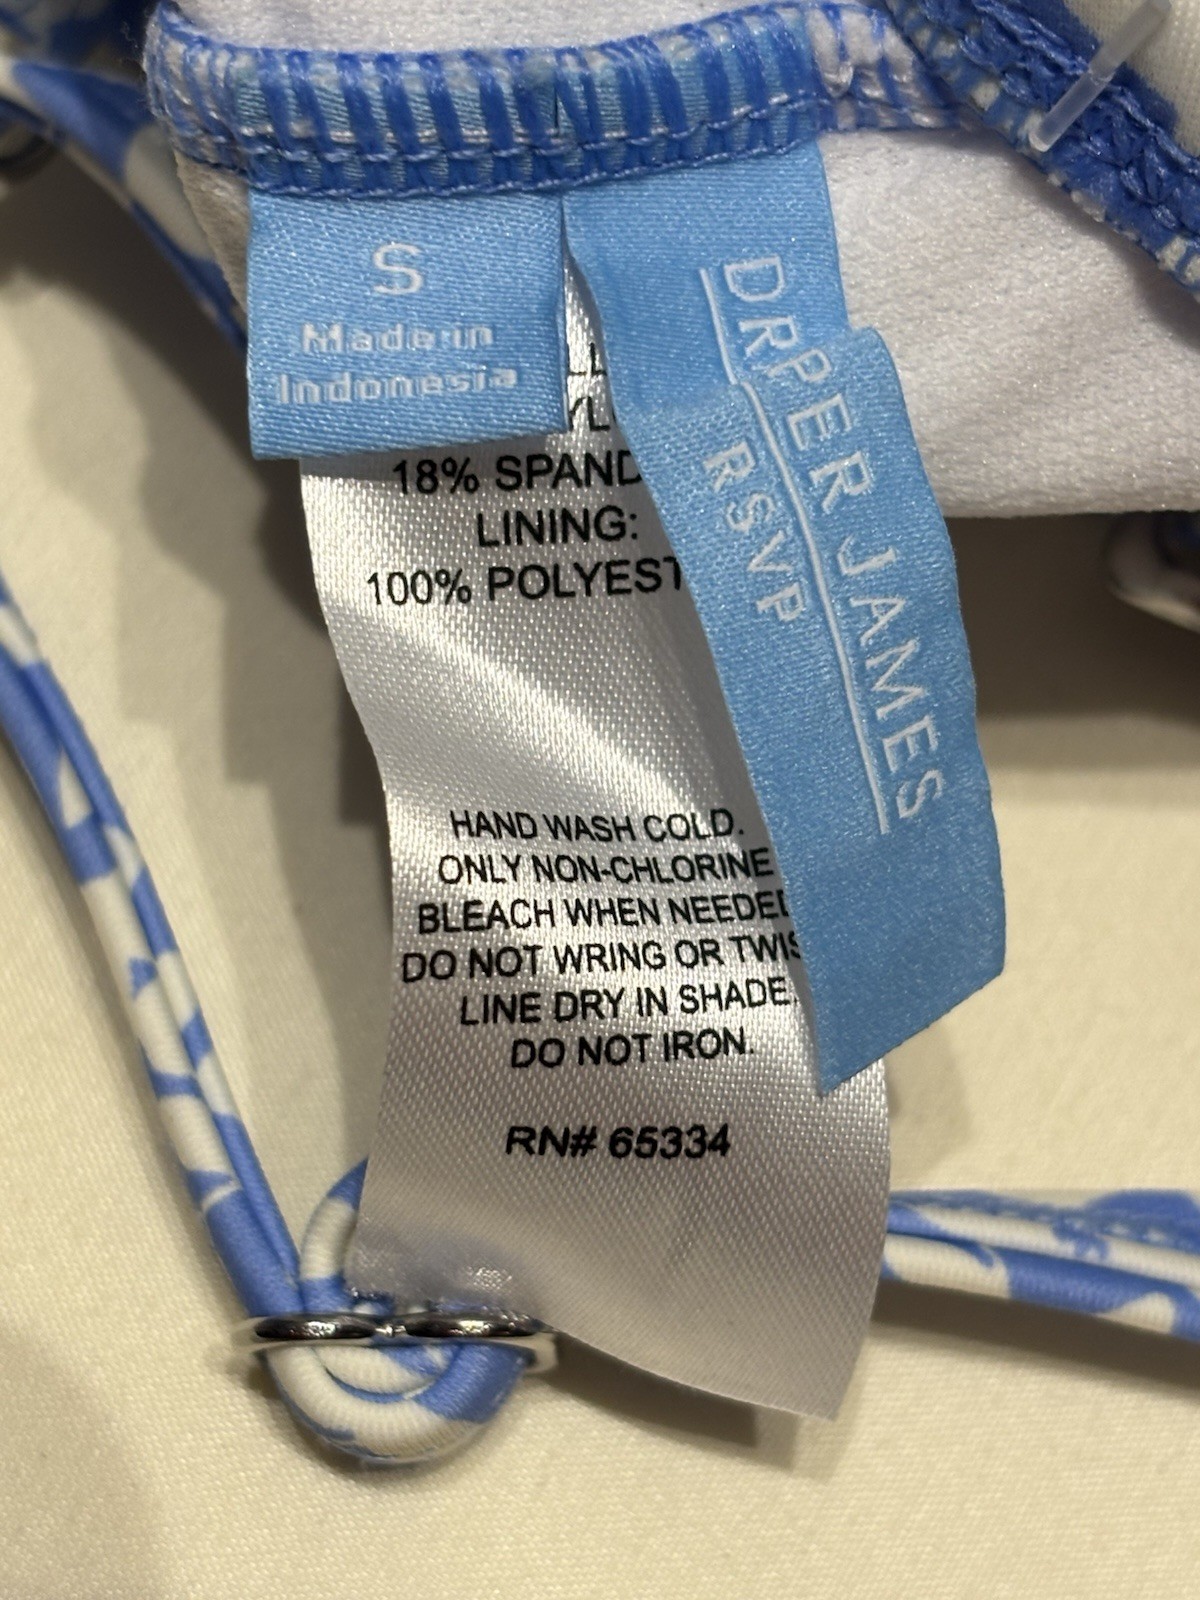 S
Made in
Indonesia
DRPER JAMES
RSVP
18% SPAND
LINING:
100% POLYEST
HAND WASH COLD.
ONLY NON-CHLORINE
BLEACH WHEN NEEDED
DO NOT WRING OR TWIS
LINE DRY IN SHADE.
DO NOT IRON.
RN# 65334